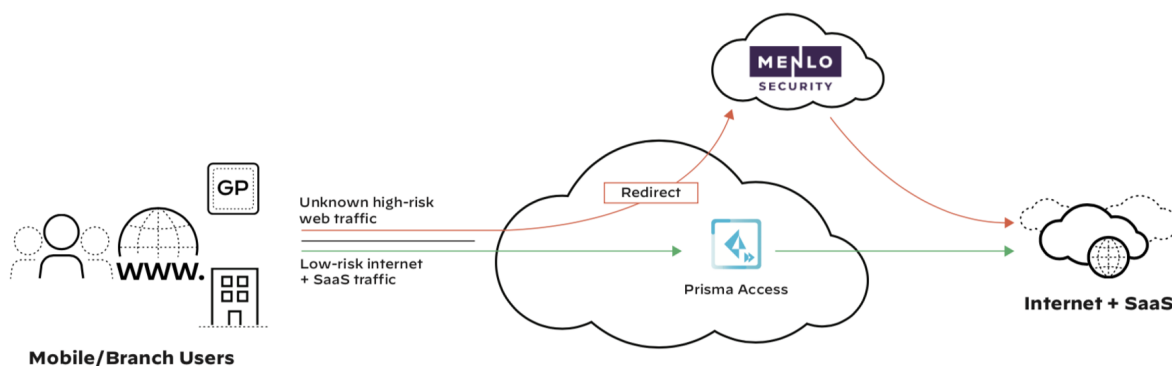 MENLO
SECURITY
GP
Unknown high-risk
web traffic
Redirect
www.
Low-risk internet
+ SaaS traffic
Prisma Access
Internet + SaaS
Mobile/Branch Users